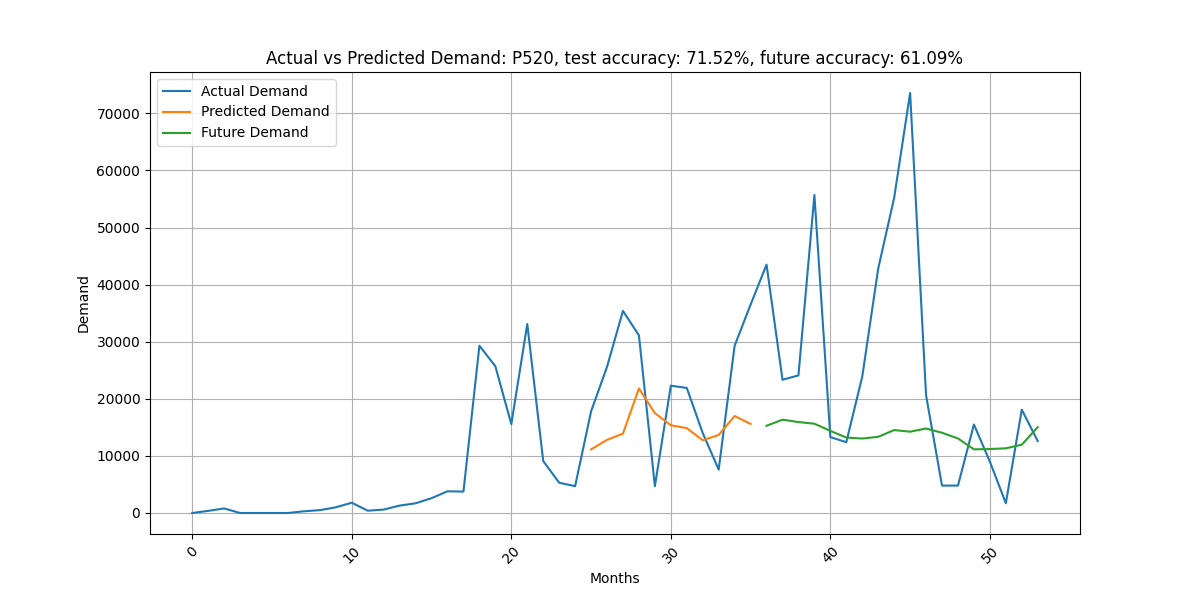 Actual vs Predicted Demand: P520, test accuracy: 71.52%, future accuracy: 61.09%
Actual Demand
Predicted Demand
Future Demand
70000
60000
50000
40000
30000
20000
10000
0
Demand
0
10
20
30
40
50
Months